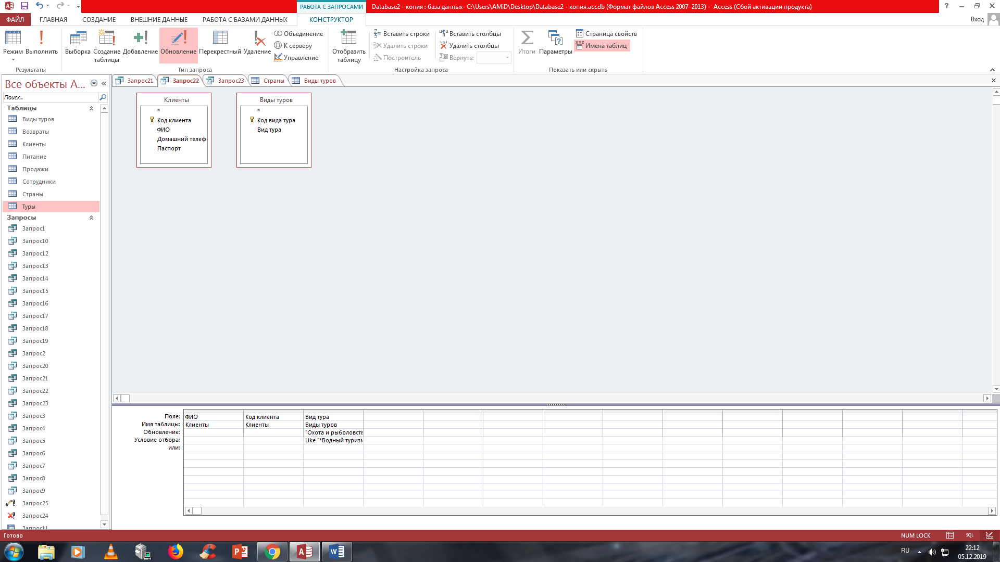 РАБОТА С ЗАПРОСАМИ
Database2 - копия : база данных- C:\Users\AMiD\Desktop\Database2 - копия.accdb (Формат файлов Access 2007–2013) - Access (Сбой активации продукта)
ФАЙЛ ГЛАВНАЯ СОЗДАНИЕ ВНЕШНИЕ ДАННЫЕ РАБОТА С БАЗАМИ ДАННЫХ КОНСТРУКТОР Вход
Режим
Выполнить
Результаты
Выборка
Создание таблицы
Добавление
Обновление
Перекрестный
Удаление
Объединение
К серверу
Управление
Тип запроса
Отобразить таблицу
Вставить строки
Удалить строки
Построитель
Вставить столбцы
Удалить столбцы
Вернуть:
Настройка запроса
Итоги
Параметры
Страница свойств
Имена таблиц
Показать или скрыть
Все объекты A...
Поиск...
Таблицы
Виды туров
Возвраты
Клиенты
Питание
Продажи
Сотрудники
Страны
Туры
Запросы
Запрос1
Запрос10
Запрос12
Запрос13
Запрос14
Запрос15
Запрос16
Запрос17
Запрос18
Запрос19
Запрос2
Запрос20
Запрос21
Запрос22
Запрос23
Запрос3
Запрос4
Запрос5
Запрос6
Запрос7
Запрос8
Запрос9
Запрос25
Запрос24
Запрос11
Запрос21 Запрос22 Запрос23 Страны Виды туров
Клиенты
*
Код клиента
ФИО
Домашний телефо
Паспорт
Виды туров
*
Код вида тура
Вид тура
Поле: ФИО Код клиента Вид тура
Имя таблицы: Клиенты Клиенты Виды туров
Обновление: "Охота и рыболовств
Условие отбора: Like "*Водный туризм
или:
Готово NUM LOCK SQL
RU
22:12
05.12.2019